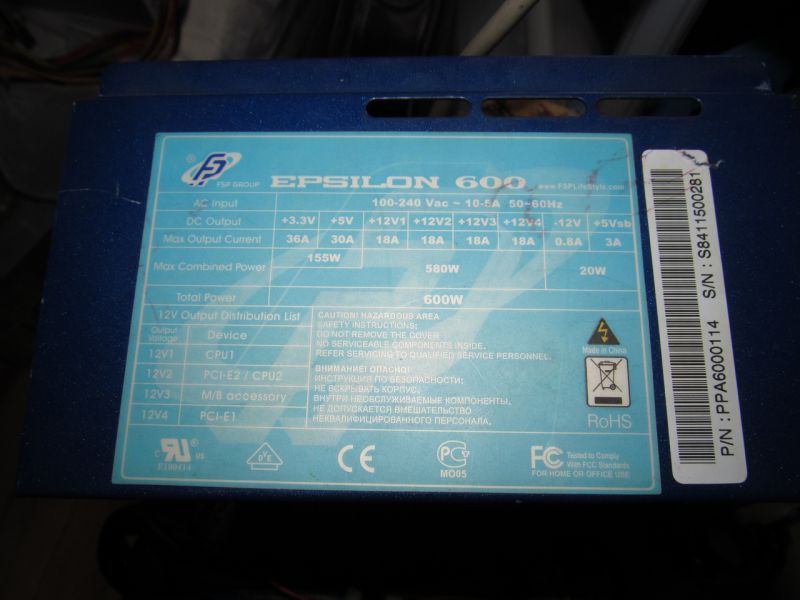 ® FSP GROUP EPSILON 600 www.FSPLifeStyle.com
AC Input 100-240 Vac ~ 10-5A 50~60Hz
DC Output +3.3V +5V +12V1 +12V2 +12V3 +12V4 -12V +5Vsb
Max Output Current 36A 30A 18A 18A 18A 18A 0.8A 3A
Max Combined Power 155W 580W 20W
Total Power 600W
12V Output Distribution List
Output Voltage Device
12V1 CPU1
12V2 PCI-E2 / CPU2
12V3 M/B accessory
12V4 PCI-E1
CAUTION! HAZARDOUS AREA
SAFETY INSTRUCTIONS:
DO NOT REMOVE THE COVER
NO SERVICEABLE COMPONENTS INSIDE.
REFER SERVICING TO QUALIFIED SERVICE PERSONNEL.
ВНИМАНИЕ! ОПАСНО!
ИНСТРУКЦИЯ ПО БЕЗОПАСНОСТИ:
НЕ ВСКРЫВАТЬ КОРПУС.
ВНУТРИ НЕОБСЛУЖИВАЕМЫЕ КОМПОНЕНТЫ.
НЕ ДОПУСКАЕТСЯ ВМЕШАТЕЛЬСТВО
НЕКВАЛИФИЦИРОВАННОГО ПЕРСОНАЛА.
Made in China
RoHS
c RU US
E190414
DVE
CE
РСТ
МО05
FC Tested to Comply
With FCC Standards
FOR HOME OR OFFICE USE
P/N : PPA6000114 S/N : S8411500281